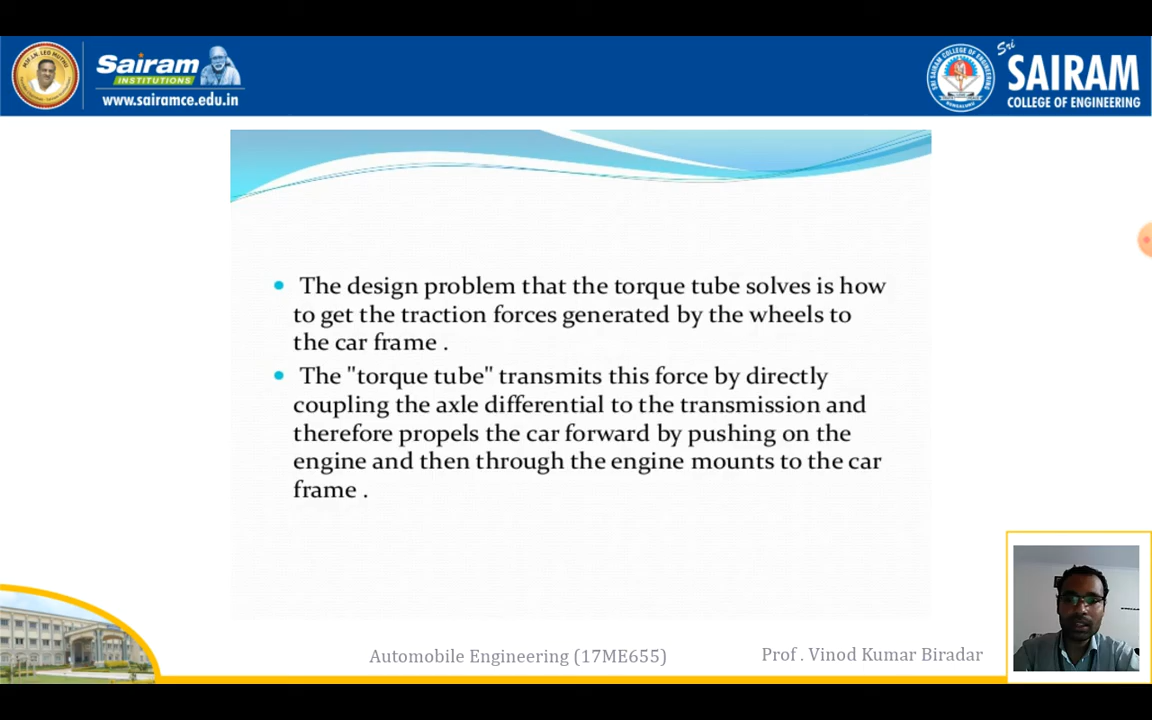 Sairam
INSTITUTIONS
www.sairamce.edu.in
Sri
SAIRAM
COLLEGE OF ENGINEERING
The design problem that the torque tube solves is how
to get the traction forces generated by the wheels to
the car frame .
The "torque tube" transmits this force by directly
coupling the axle differential to the transmission and
therefore propels the car forward by pushing on the
engine and then through the engine mounts to the car
frame .
Automobile Engineering (17ME655)
Prof . Vinod Kumar Biradar